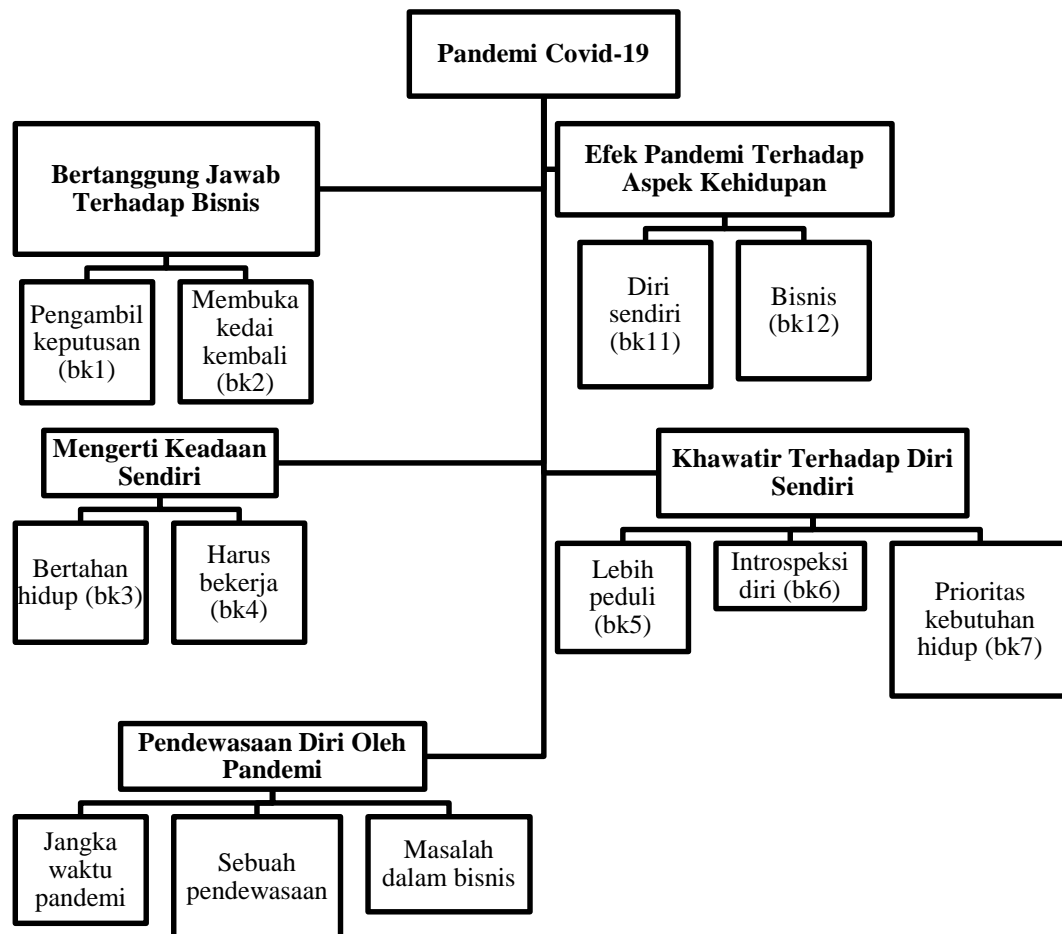 Pandemi Covid-19
Bertanggung Jawab
Terhadap Bisnis
Efek Pandemi Terhadap
Aspek Kehidupan
Pengambil
keputusan
(bk1)
Membuka
kedai
kembali
(bk2)
Diri
sendiri
(bk11)
Bisnis
(bk12)
Mengerti Keadaan
Sendiri
Khawatir Terhadap Diri
Sendiri
Bertahan
hidup (bk3)
Harus
bekerja
(bk4)
Lebih
peduli
(bk5)
Introspeksi
diri (bk6)
Prioritas
kebutuhan
hidup (bk7)
Pendewasaan Diri Oleh
Pandemi
Jangka
waktu
pandemi
Sebuah
pendewasaan
Masalah
dalam bisnis